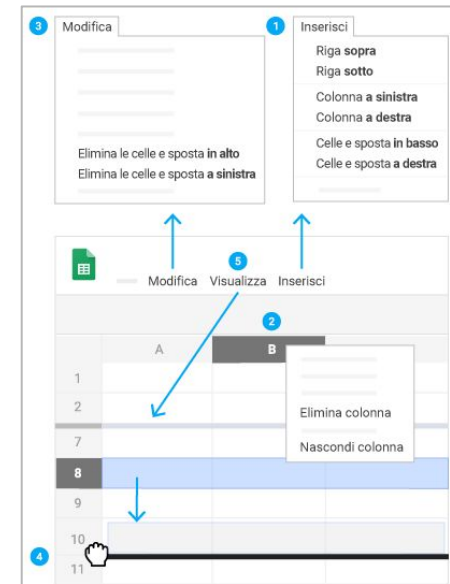 3 Modifica
Elimina le celle e sposta in alto
Elimina le celle e sposta a sinistra
1 Inserisci
Riga sopra
Riga sotto
Colonna a sinistra
Colonna a destra
Celle e sposta in basso
Celle e sposta a destra
5
Modifica Visualizza Inserisci
2
A B
Elimina colonna
Nascondi colonna
1
2
7
8
9
10
4
11